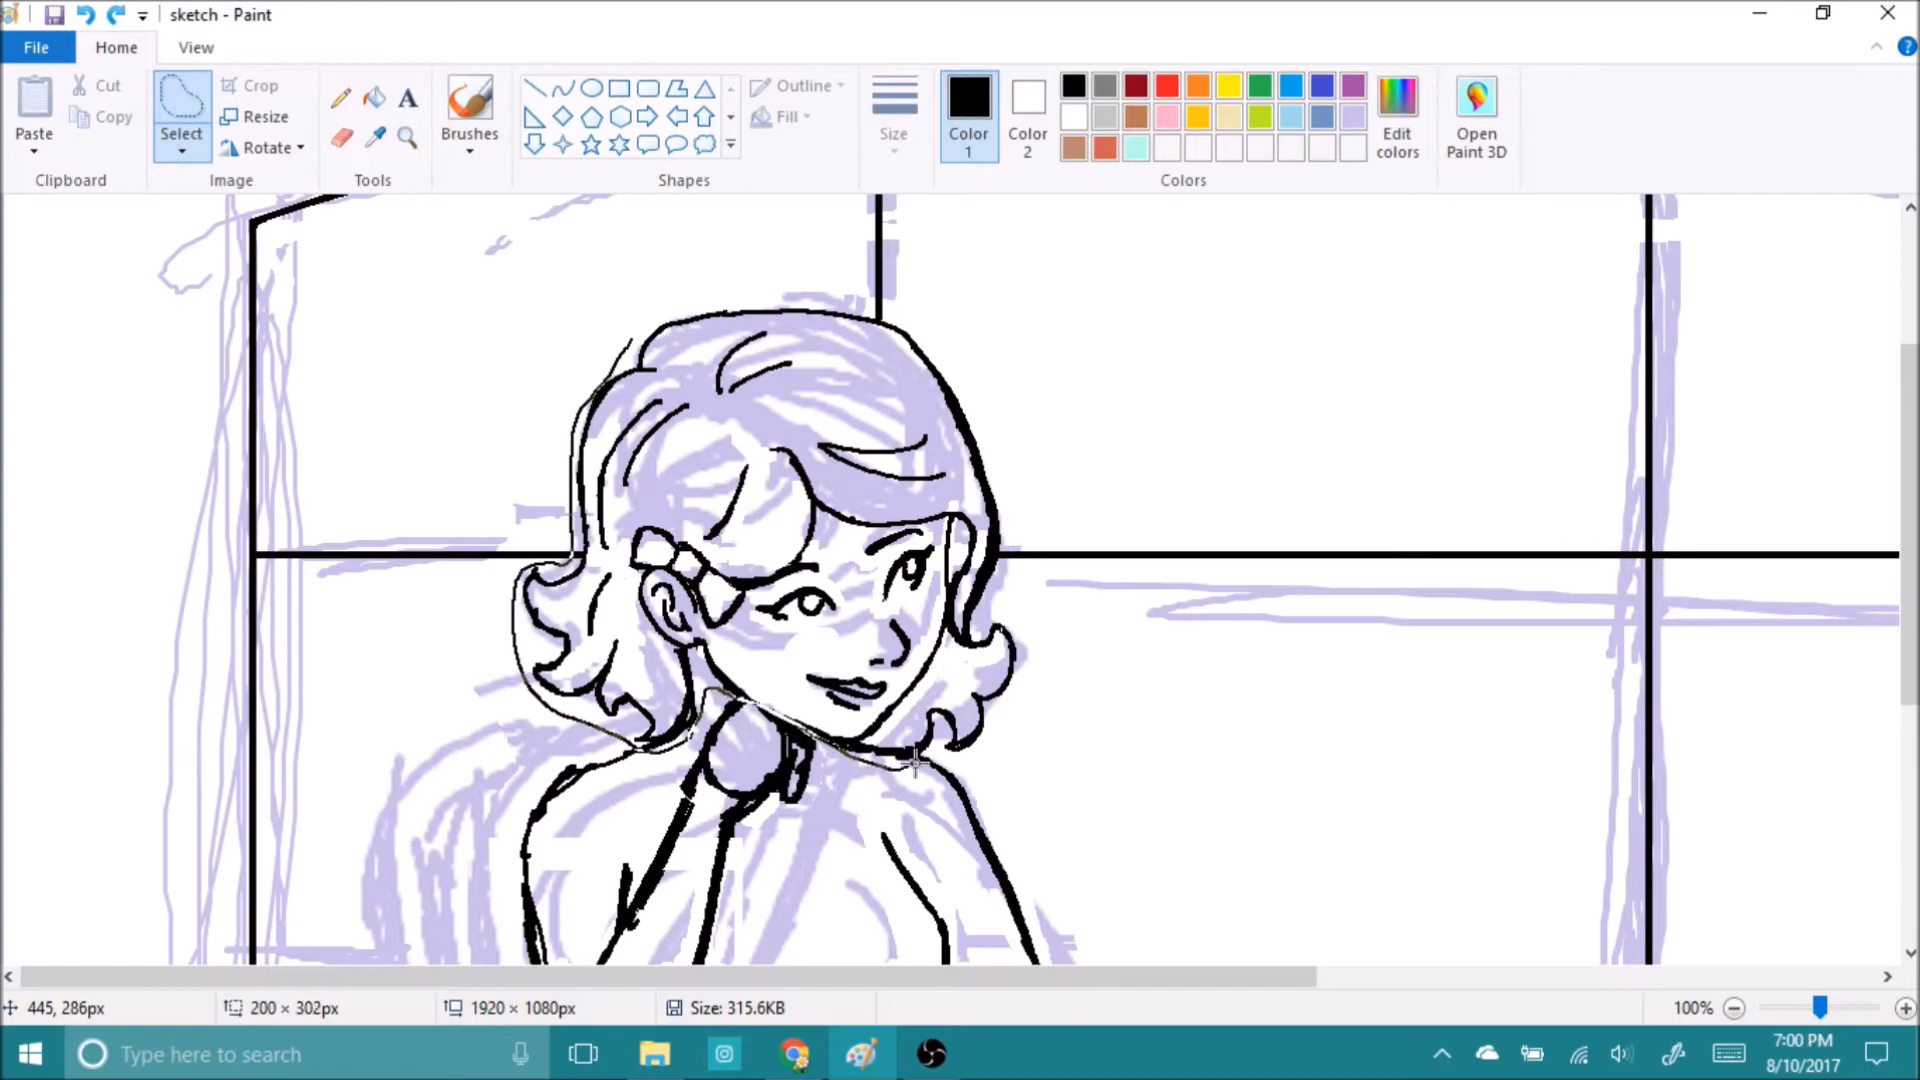 sketch - Paint
File Home View
Paste
Cut
Copy
Clipboard
Select
Crop
Resize
Rotate
Image
A
Tools
Brushes
Shapes
Outline
Fill
Size
Color 1
Color 2
Edit colors
Open Paint 3D
Colors
445, 286px 200 × 302px 1920 × 1080px Size: 315.6KB 100%
Type here to search
7:00 PM
8/10/2017